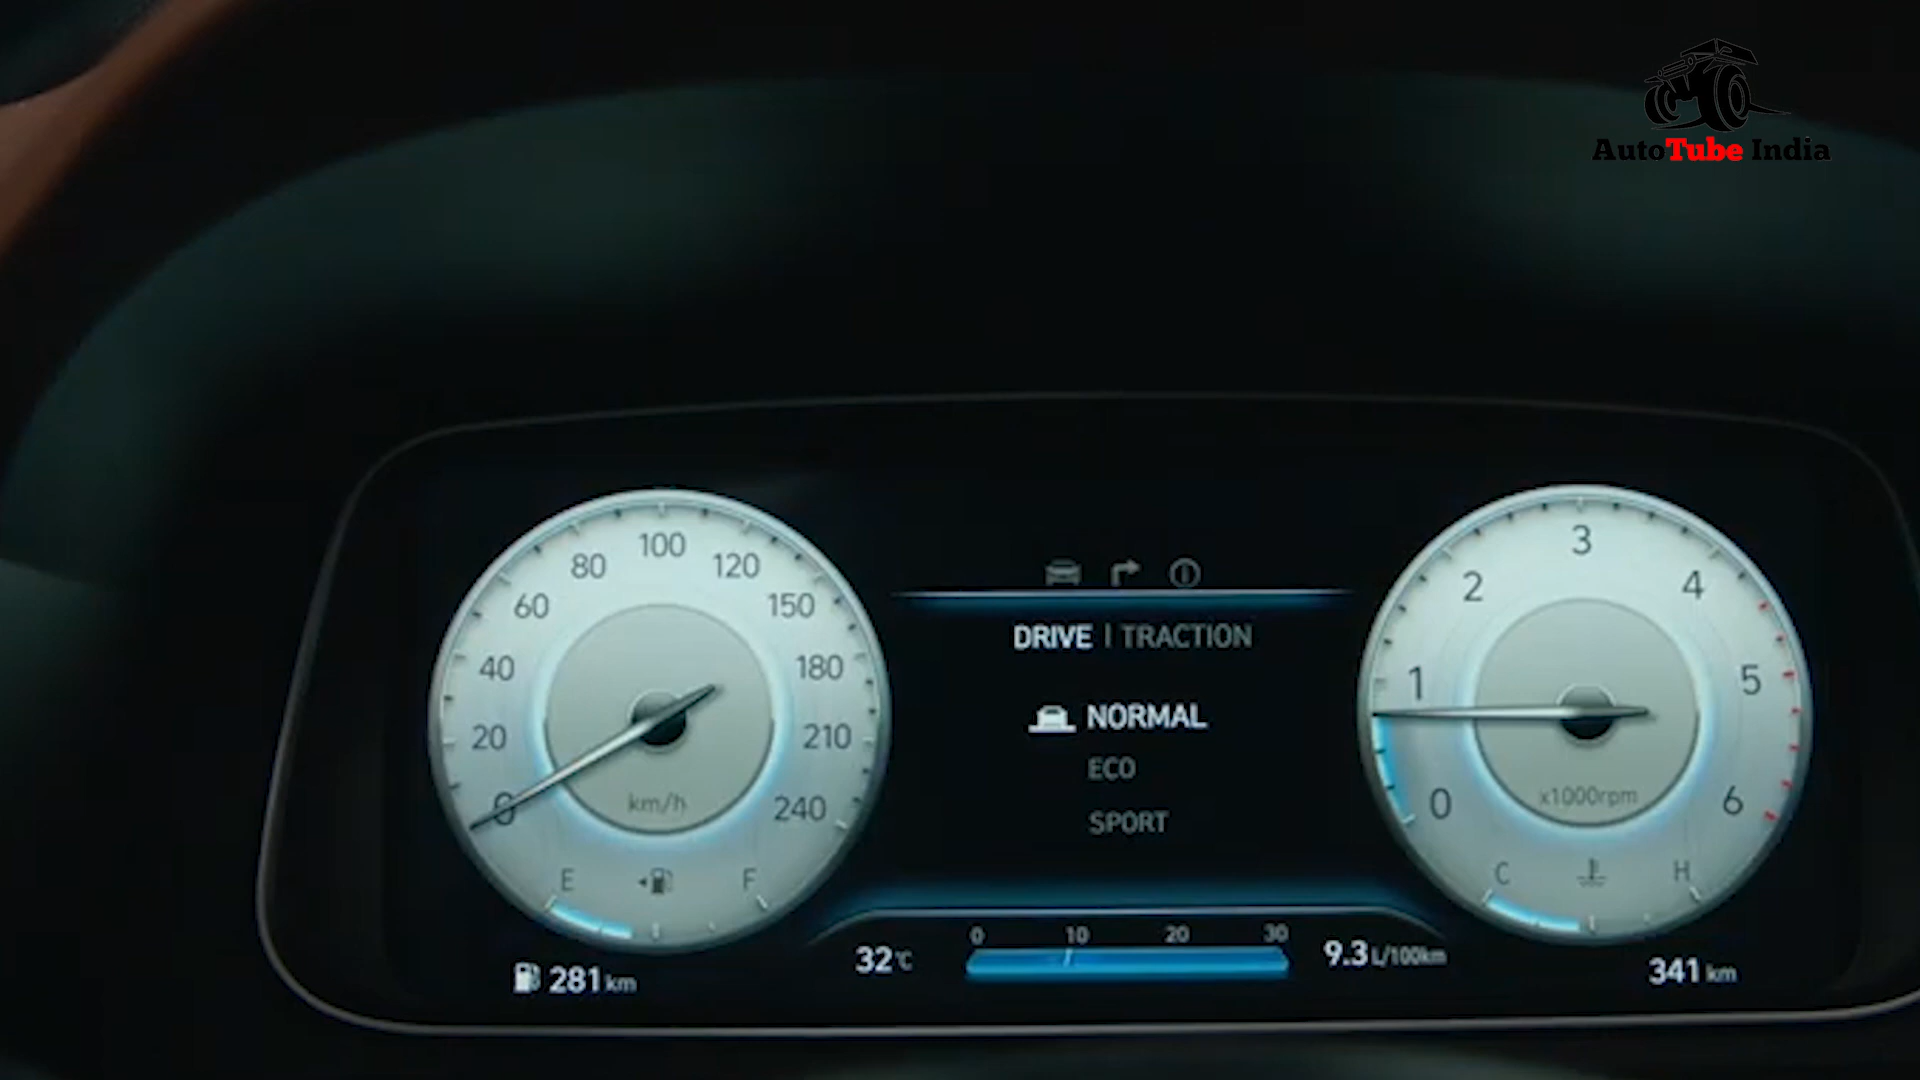 AutoTube India
100
80
120
60
150
40
180
20
210
0
240
km/h
E
F
DRIVE | TRACTION
NORMAL
ECO
SPORT
3
2
4
1
5
0
6
x1000rpm
C
H
0 10 20 30
32°C
9.3 L/100km
281 km
341 km